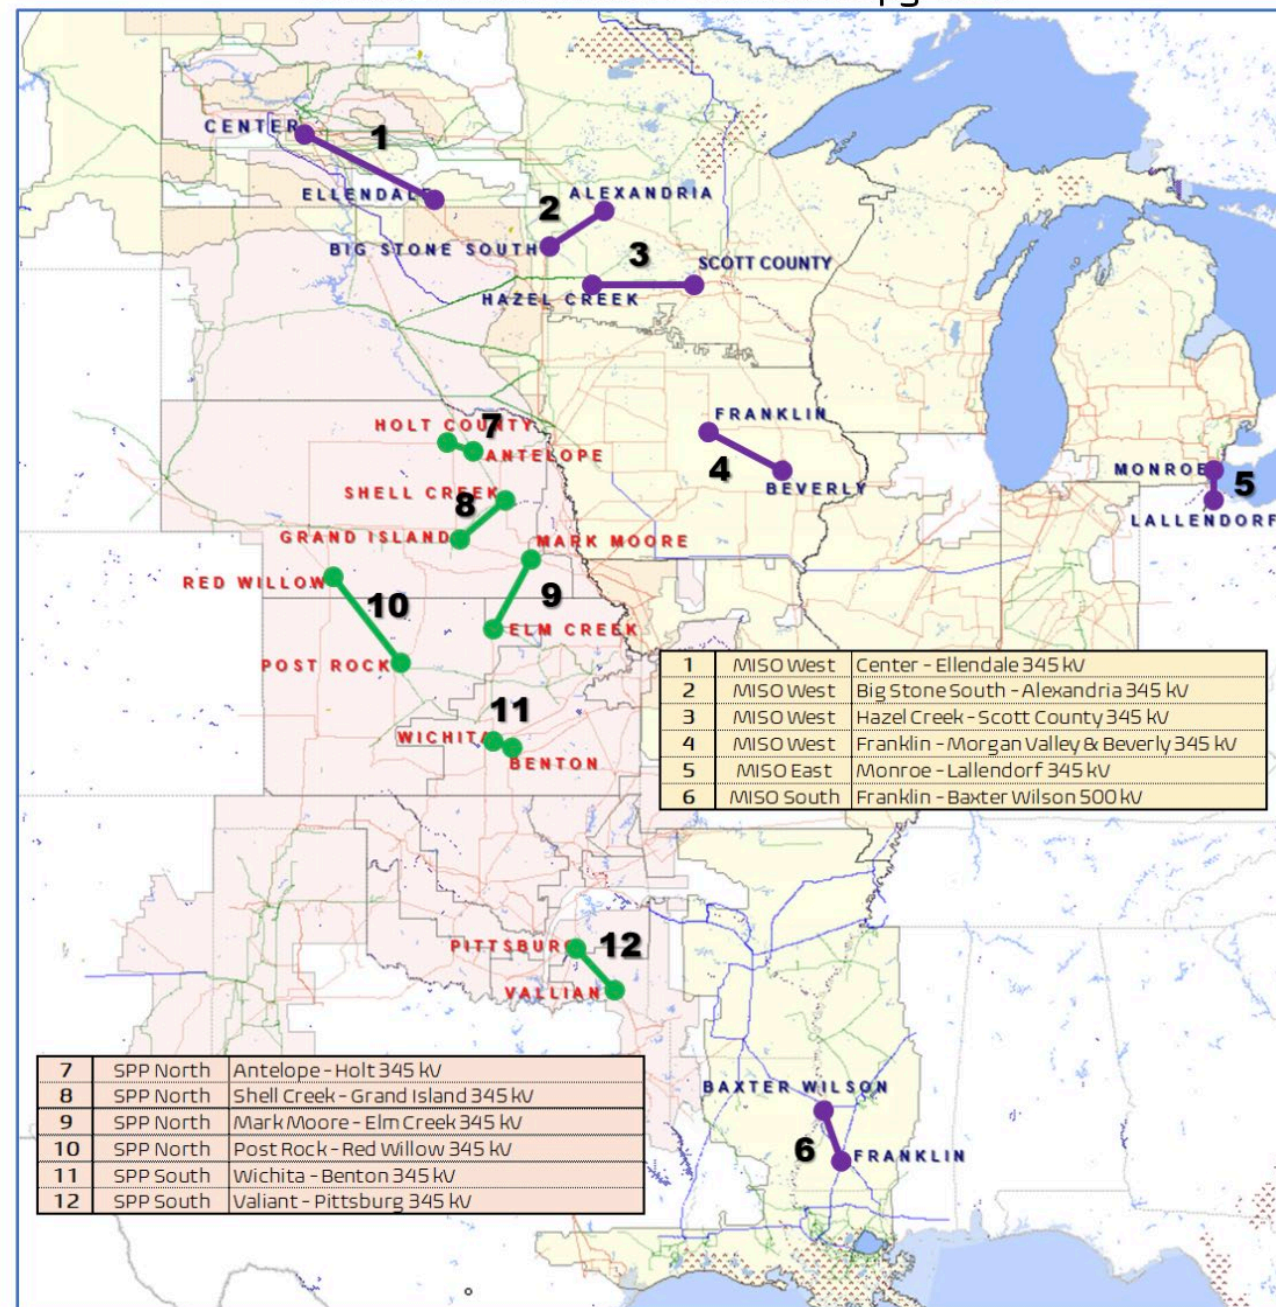 CENTER
1
ELLENDALE
ALEXANDRIA
2
BIG STONE SOUTH
3
SCOTT COUNTY
HAZEL CREEK
FRANKLIN
HOLT COUNTY
7
ANTELOPE
4
MONROE
5
SHELL CREEK
BEVERLY
8
LALLENDORF
GRAND ISLAND
MARK MOORE
RED WILLOW
10
9
ELM CREEK
POST ROCK
1 MISO West Center - Ellendale 345 kV
2 MISO West Big Stone South - Alexandria 345 kV
3 MISO West Hazel Creek - Scott County 345 kV
4 MISO West Franklin - Morgan Valley & Beverly 345 kV
5 MISO East Monroe - Lallendorf 345 kV
6 MISO South Franklin - Baxter Wilson 500 kV
11
WICHITA
BENTON
PITTSBURG
12
VALLIAN
7 SPP North Antelope - Holt 345 kV
8 SPP North Shell Creek - Grand Island 345 kV
9 SPP North Mark Moore - Elm Creek 345 kV
10 SPP North Post Rock - Red Willow 345 kV
11 SPP South Wichita - Benton 345 kV
12 SPP South Valiant - Pittsburg 345 kV
BAXTER WILSON
6
FRANKLIN